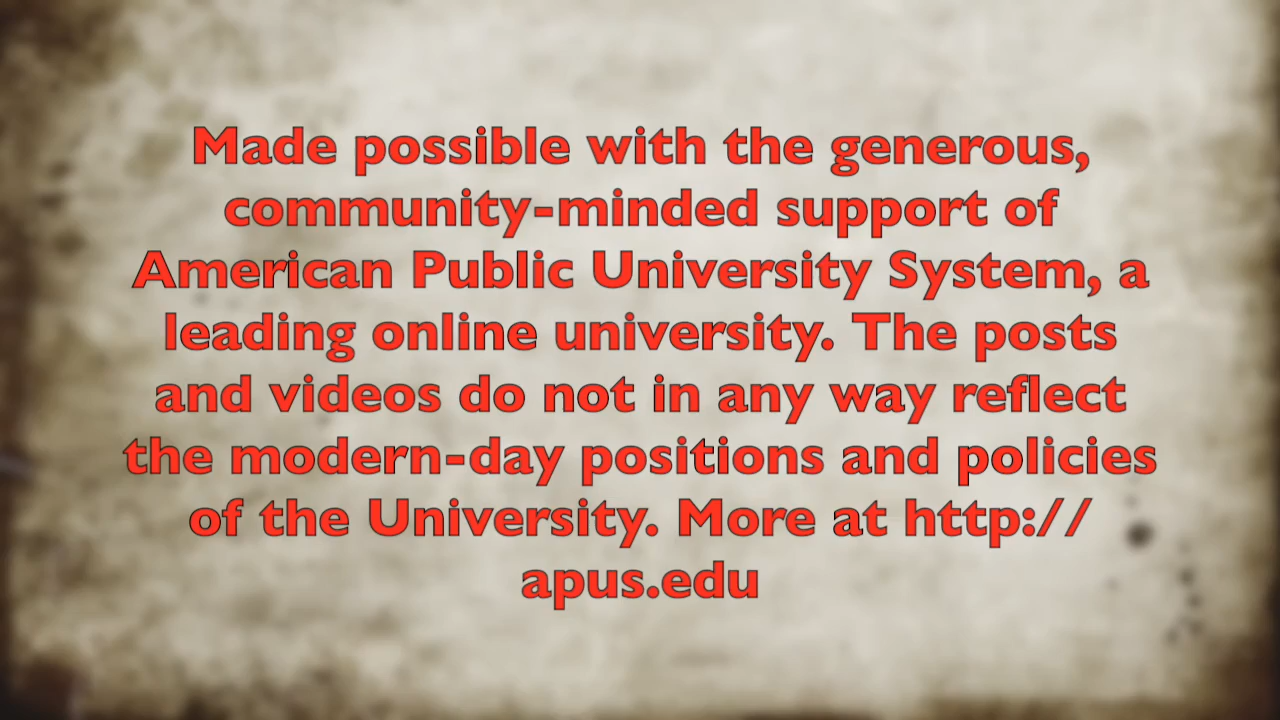 Made possible with the generous,
community-minded support of
American Public University System, a
leading online university. The posts
and videos do not in any way reflect
the modern-day positions and policies
of the University. More at http://
apus.edu